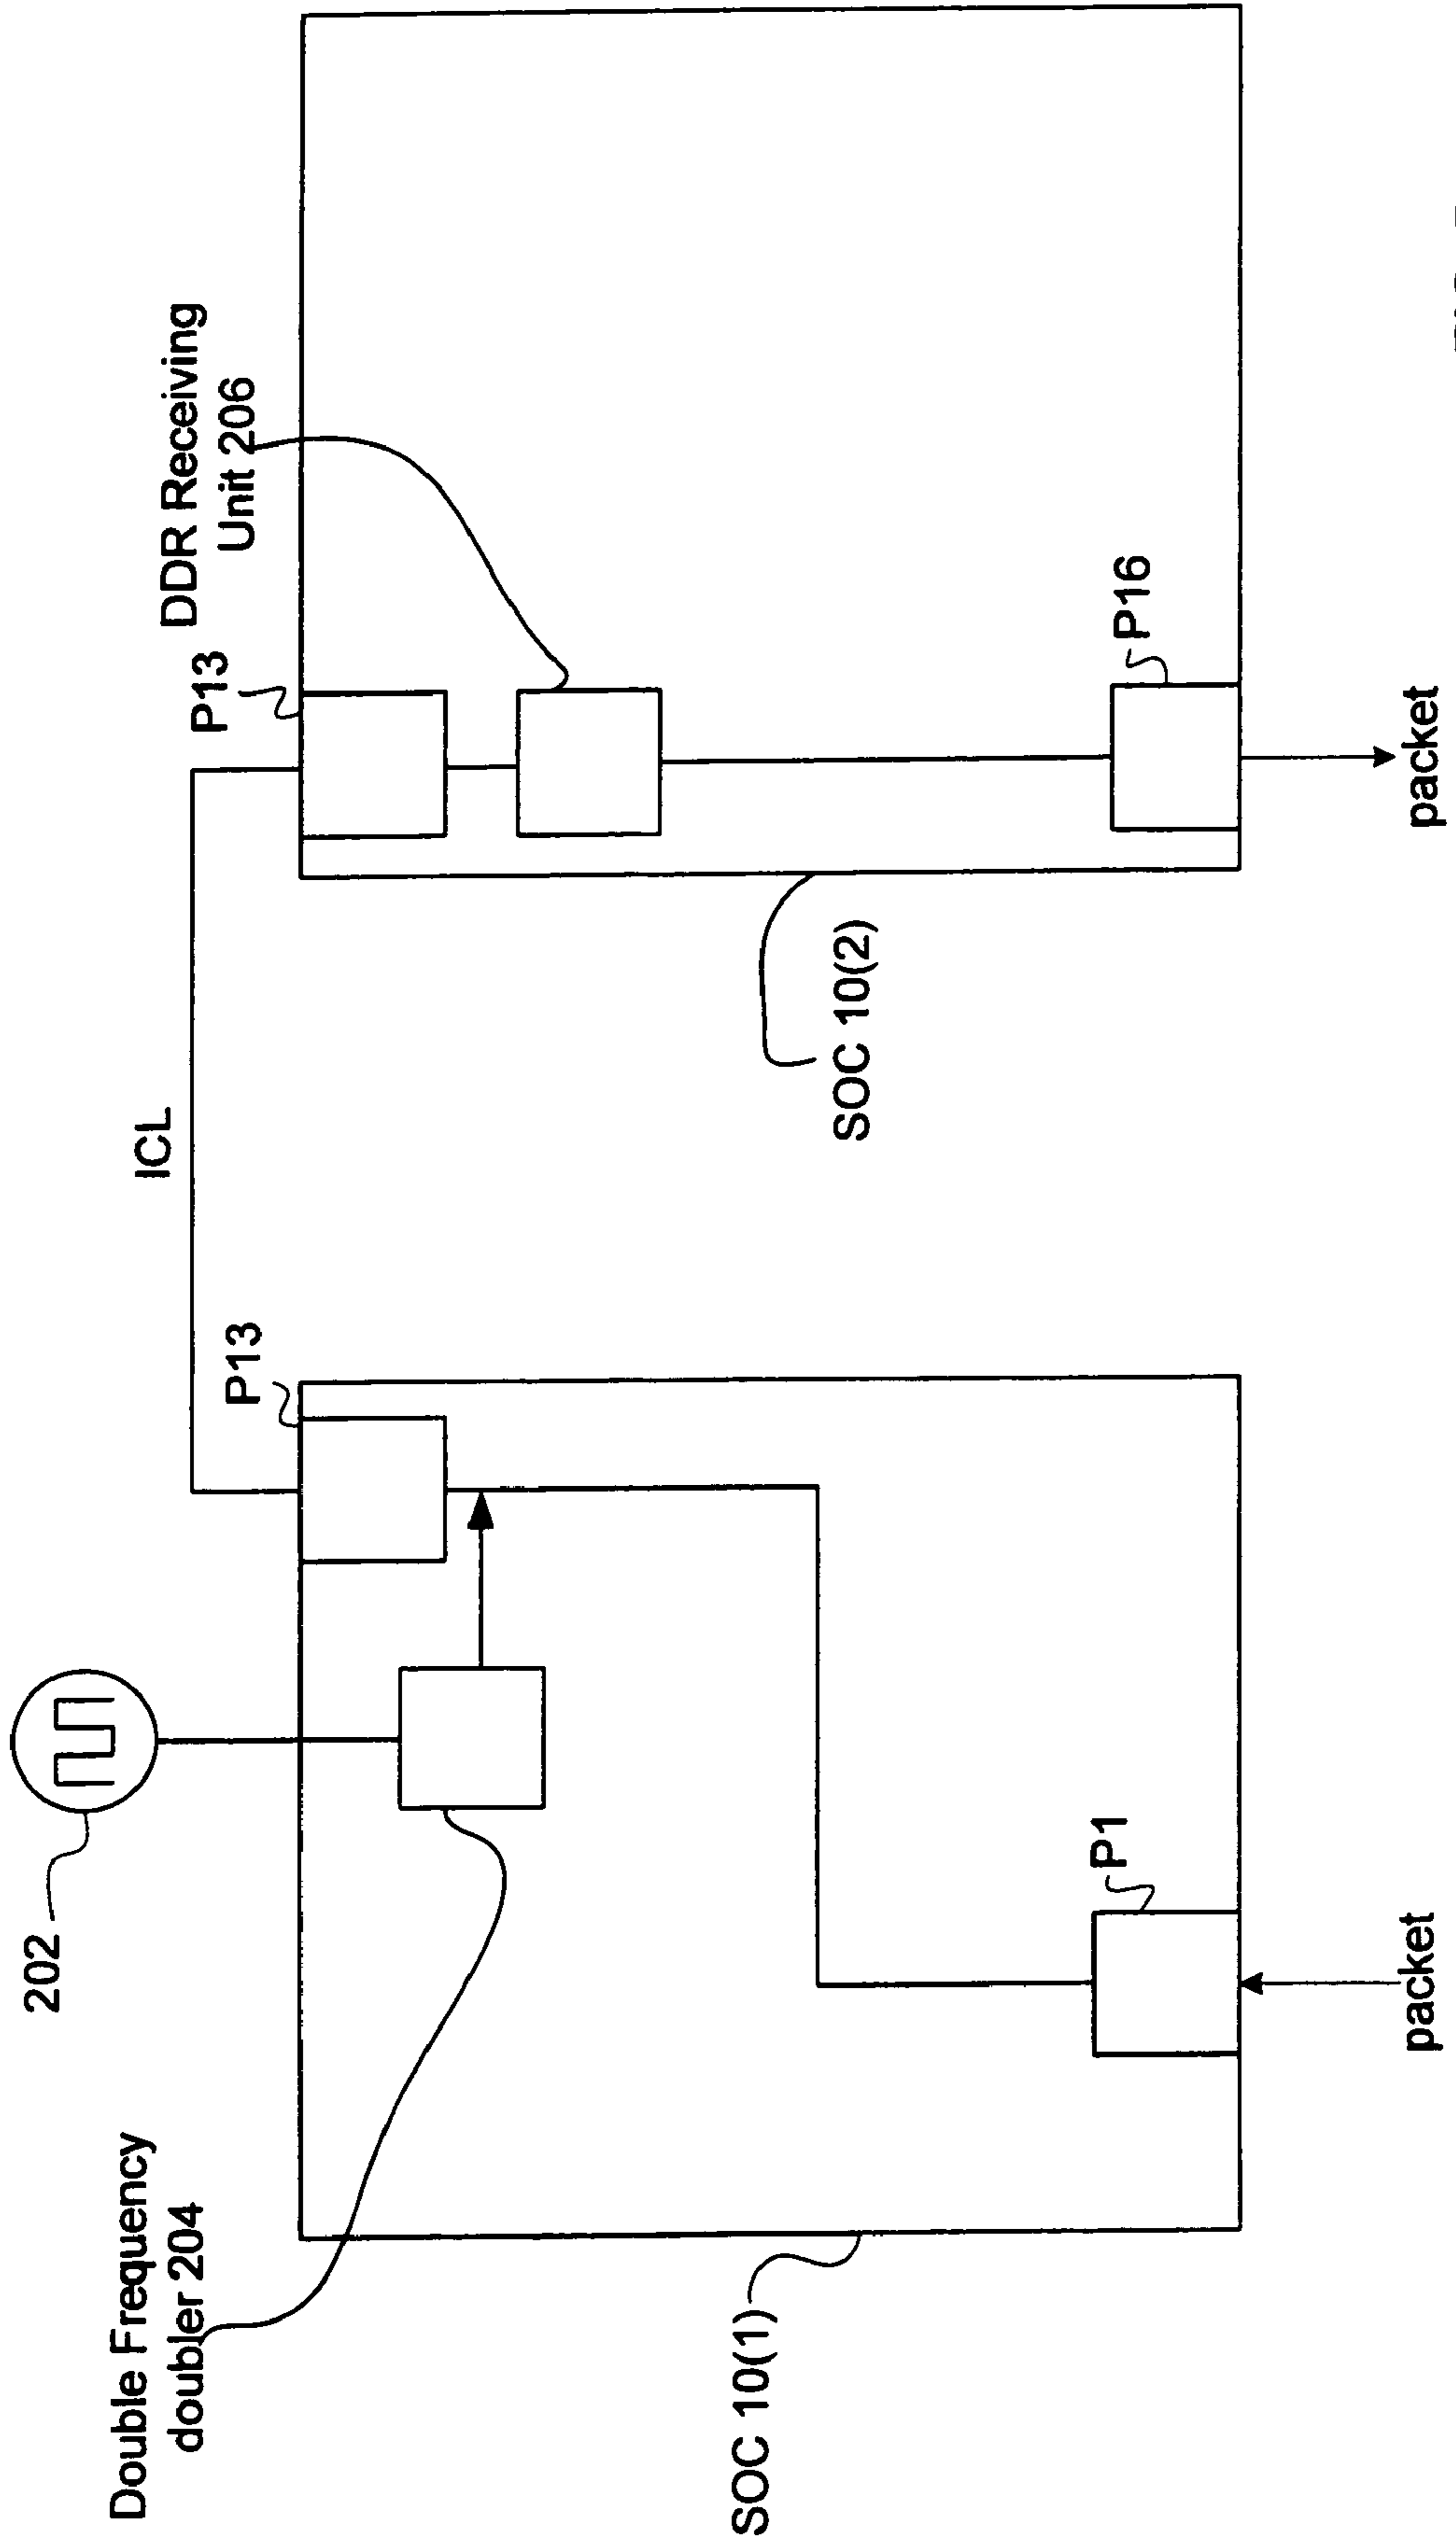 202
Double Frequency
doubler 204
P13
ICL
P13
DDR Receiving
Unit 206
SOC 10(1)
P1
SOC 10(2)
P16
packet
packet